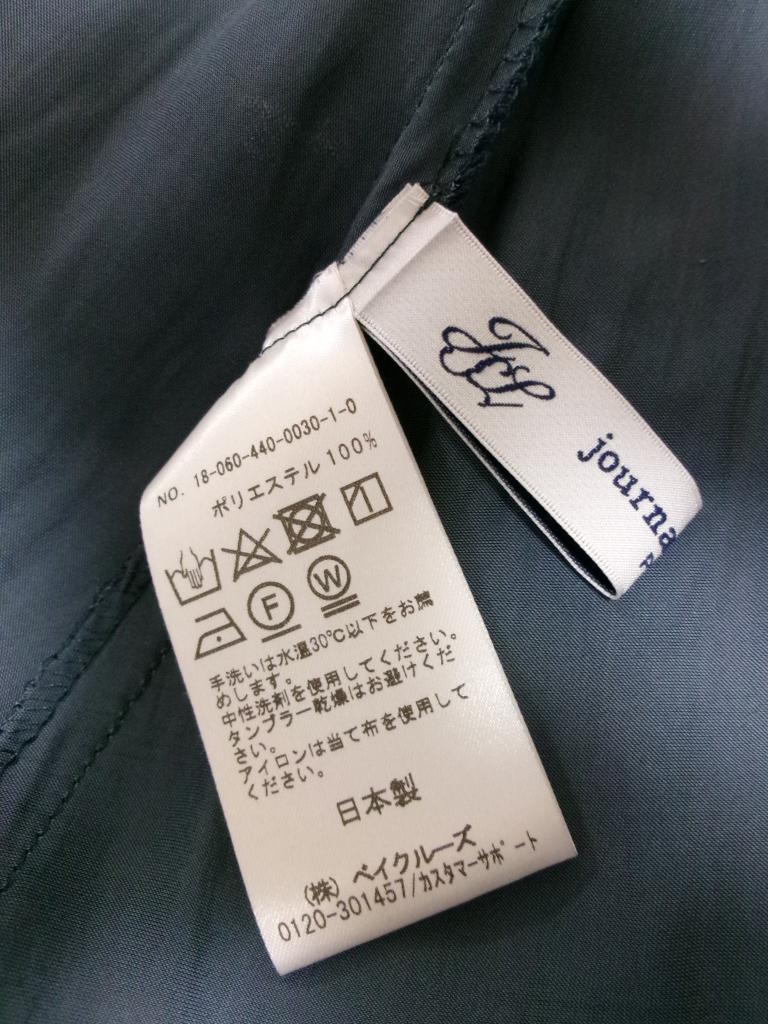 NO. 18-060-440-0030-1-0
ポリエステル 100%
F W
手洗いは水温30℃以下をお薦
めします。
中性洗剤を使用してください。
タンブラー乾燥はお避けくだ
さい。
アイロンは当て布を使用して
ください。
日本製
(株) ベイクルーズ
0120-301457/カスタマーサポート
JSL
journa